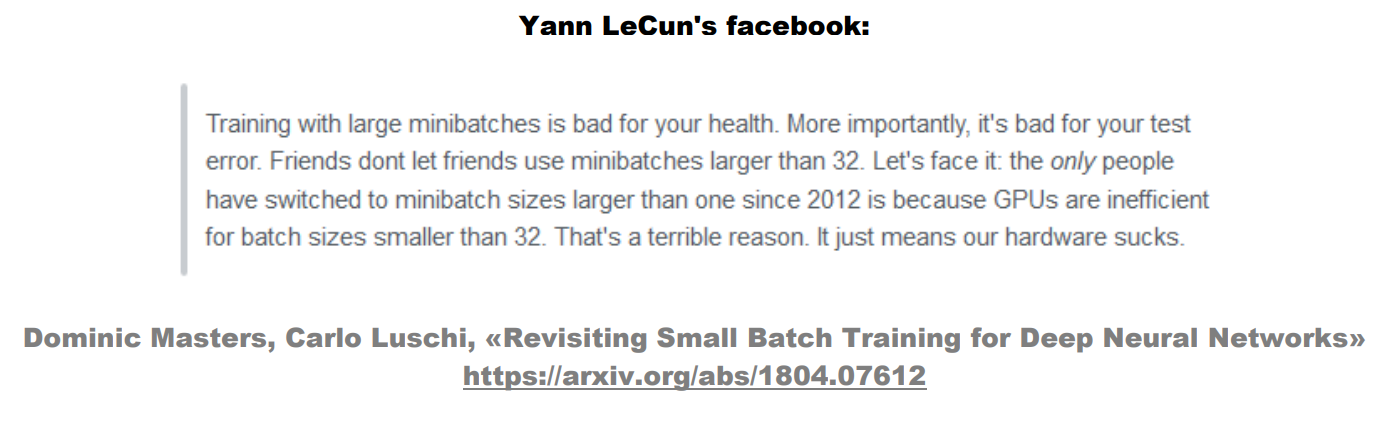 Yann LeCun's facebook:
Training with large minibatches is bad for your health. More importantly, it's bad for your test
error. Friends dont let friends use minibatches larger than 32. Let's face it: the only people
have switched to minibatch sizes larger than one since 2012 is because GPUs are inefficient
for batch sizes smaller than 32. That's a terrible reason. It just means our hardware sucks.
Dominic Masters, Carlo Luschi, «Revisiting Small Batch Training for Deep Neural Networks»
https://arxiv.org/abs/1804.07612